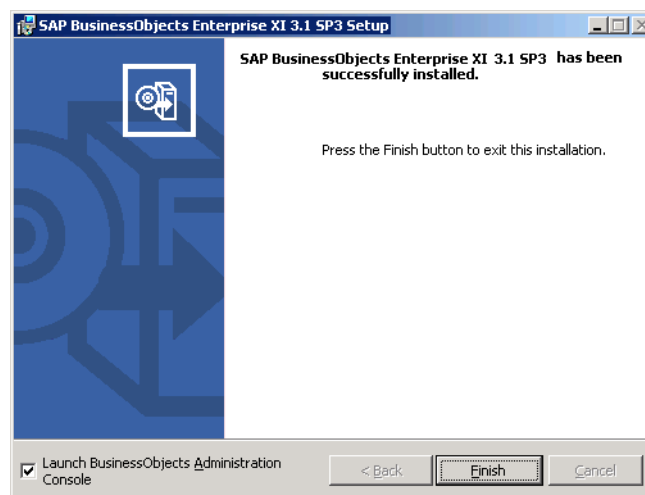 SAP BusinessObjects Enterprise XI 3.1 SP3 Setup
SAP BusinessObjects Enterprise XI 3.1 SP3 has been
successfully installed.
Press the Finish button to exit this installation.
Launch BusinessObjects Administration
Console
< Back
Finish
Cancel